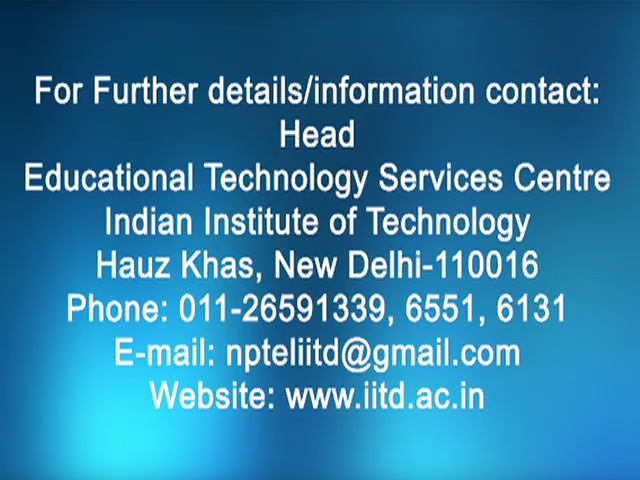 For Further details/information contact:
Head
Educational Technology Services Centre
Indian Institute of Technology
Hauz Khas, New Delhi-110016
Phone: 011-26591339, 6551, 6131
E-mail: npteliitd@gmail.com
Website: www.iitd.ac.in